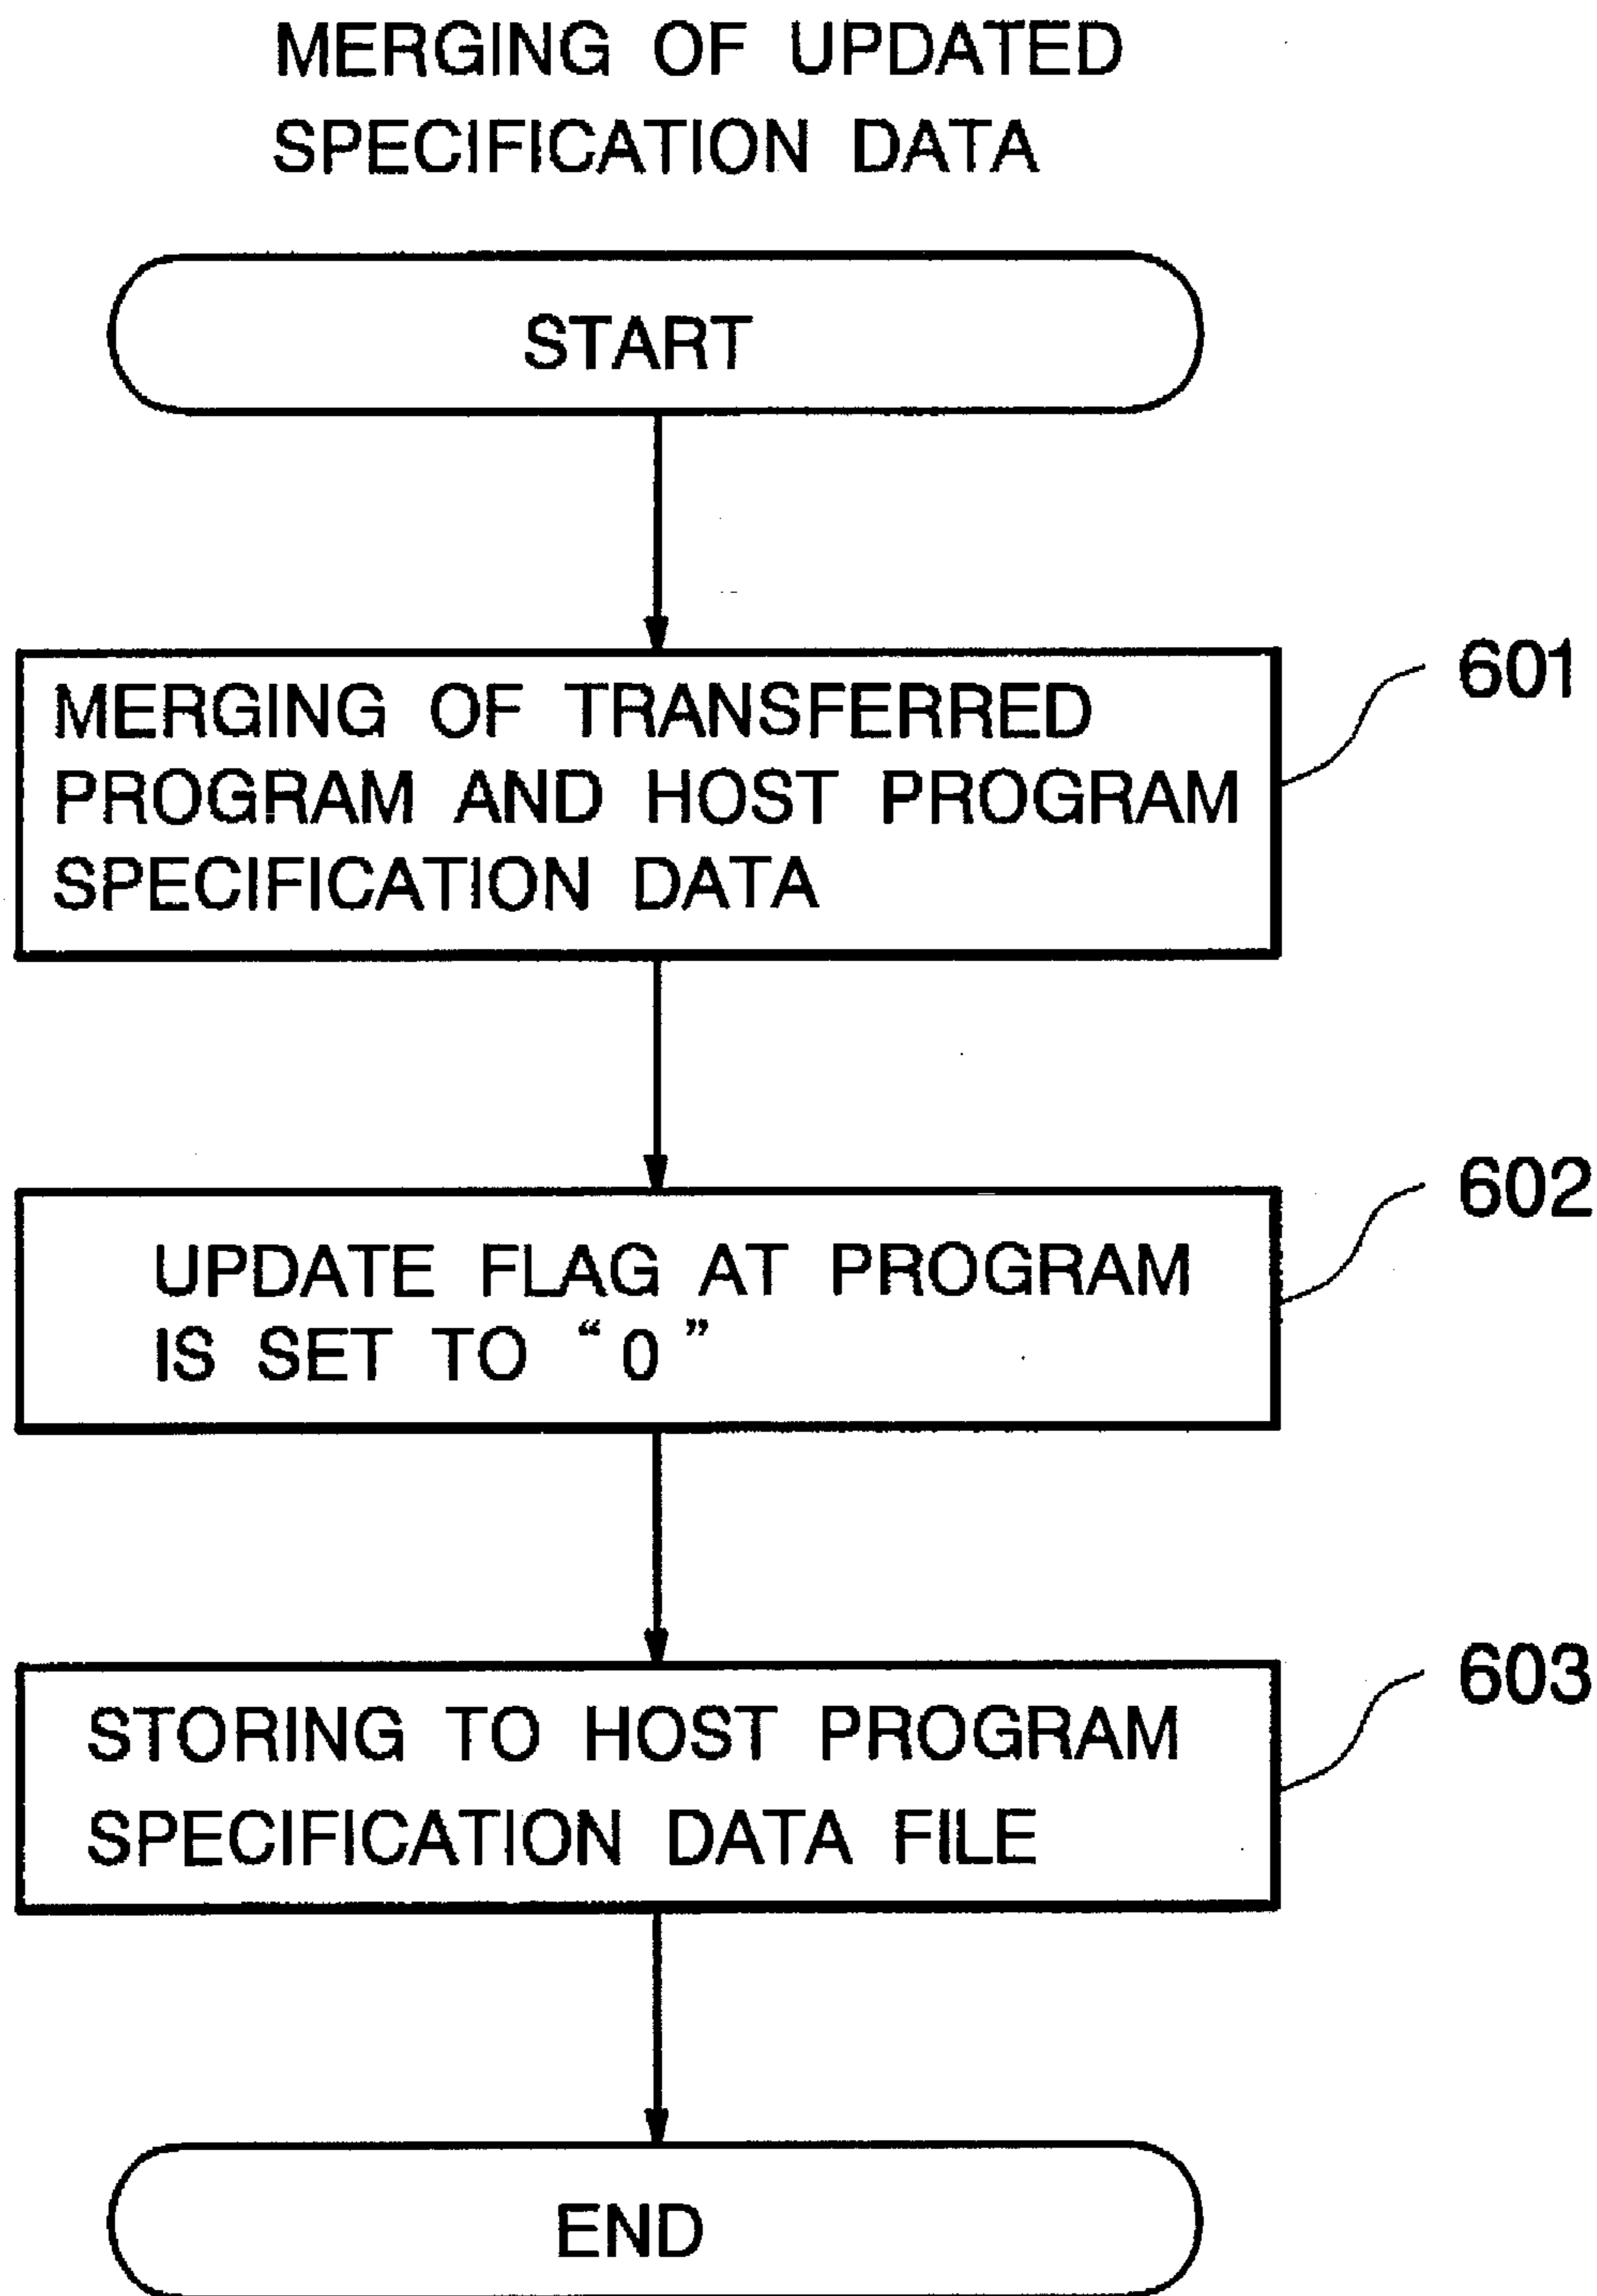 MERGING OF UPDATED
SPECIFICATION DATA
START
MERGING OF TRANSFERRED
PROGRAM AND HOST PROGRAM
SPECIFICATION DATA
601
UPDATE FLAG AT PROGRAM
IS SET TO “ 0 ”
602
STORING TO HOST PROGRAM
SPECIFICATION DATA FILE
603
END